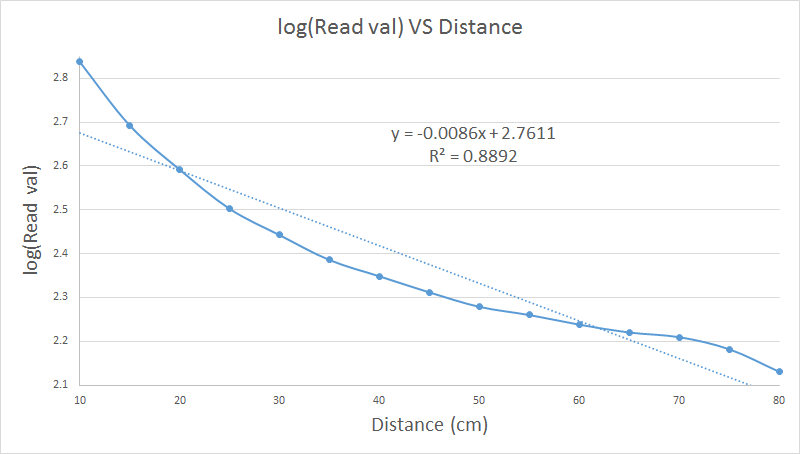 log(Read val) VS Distance
y = -0.0086x + 2.7611
R² = 0.8892
log(Read val)
2.8
2.7
2.6
2.5
2.4
2.3
2.2
2.1
10 20 30 40 50 60 70 80
Distance (cm)